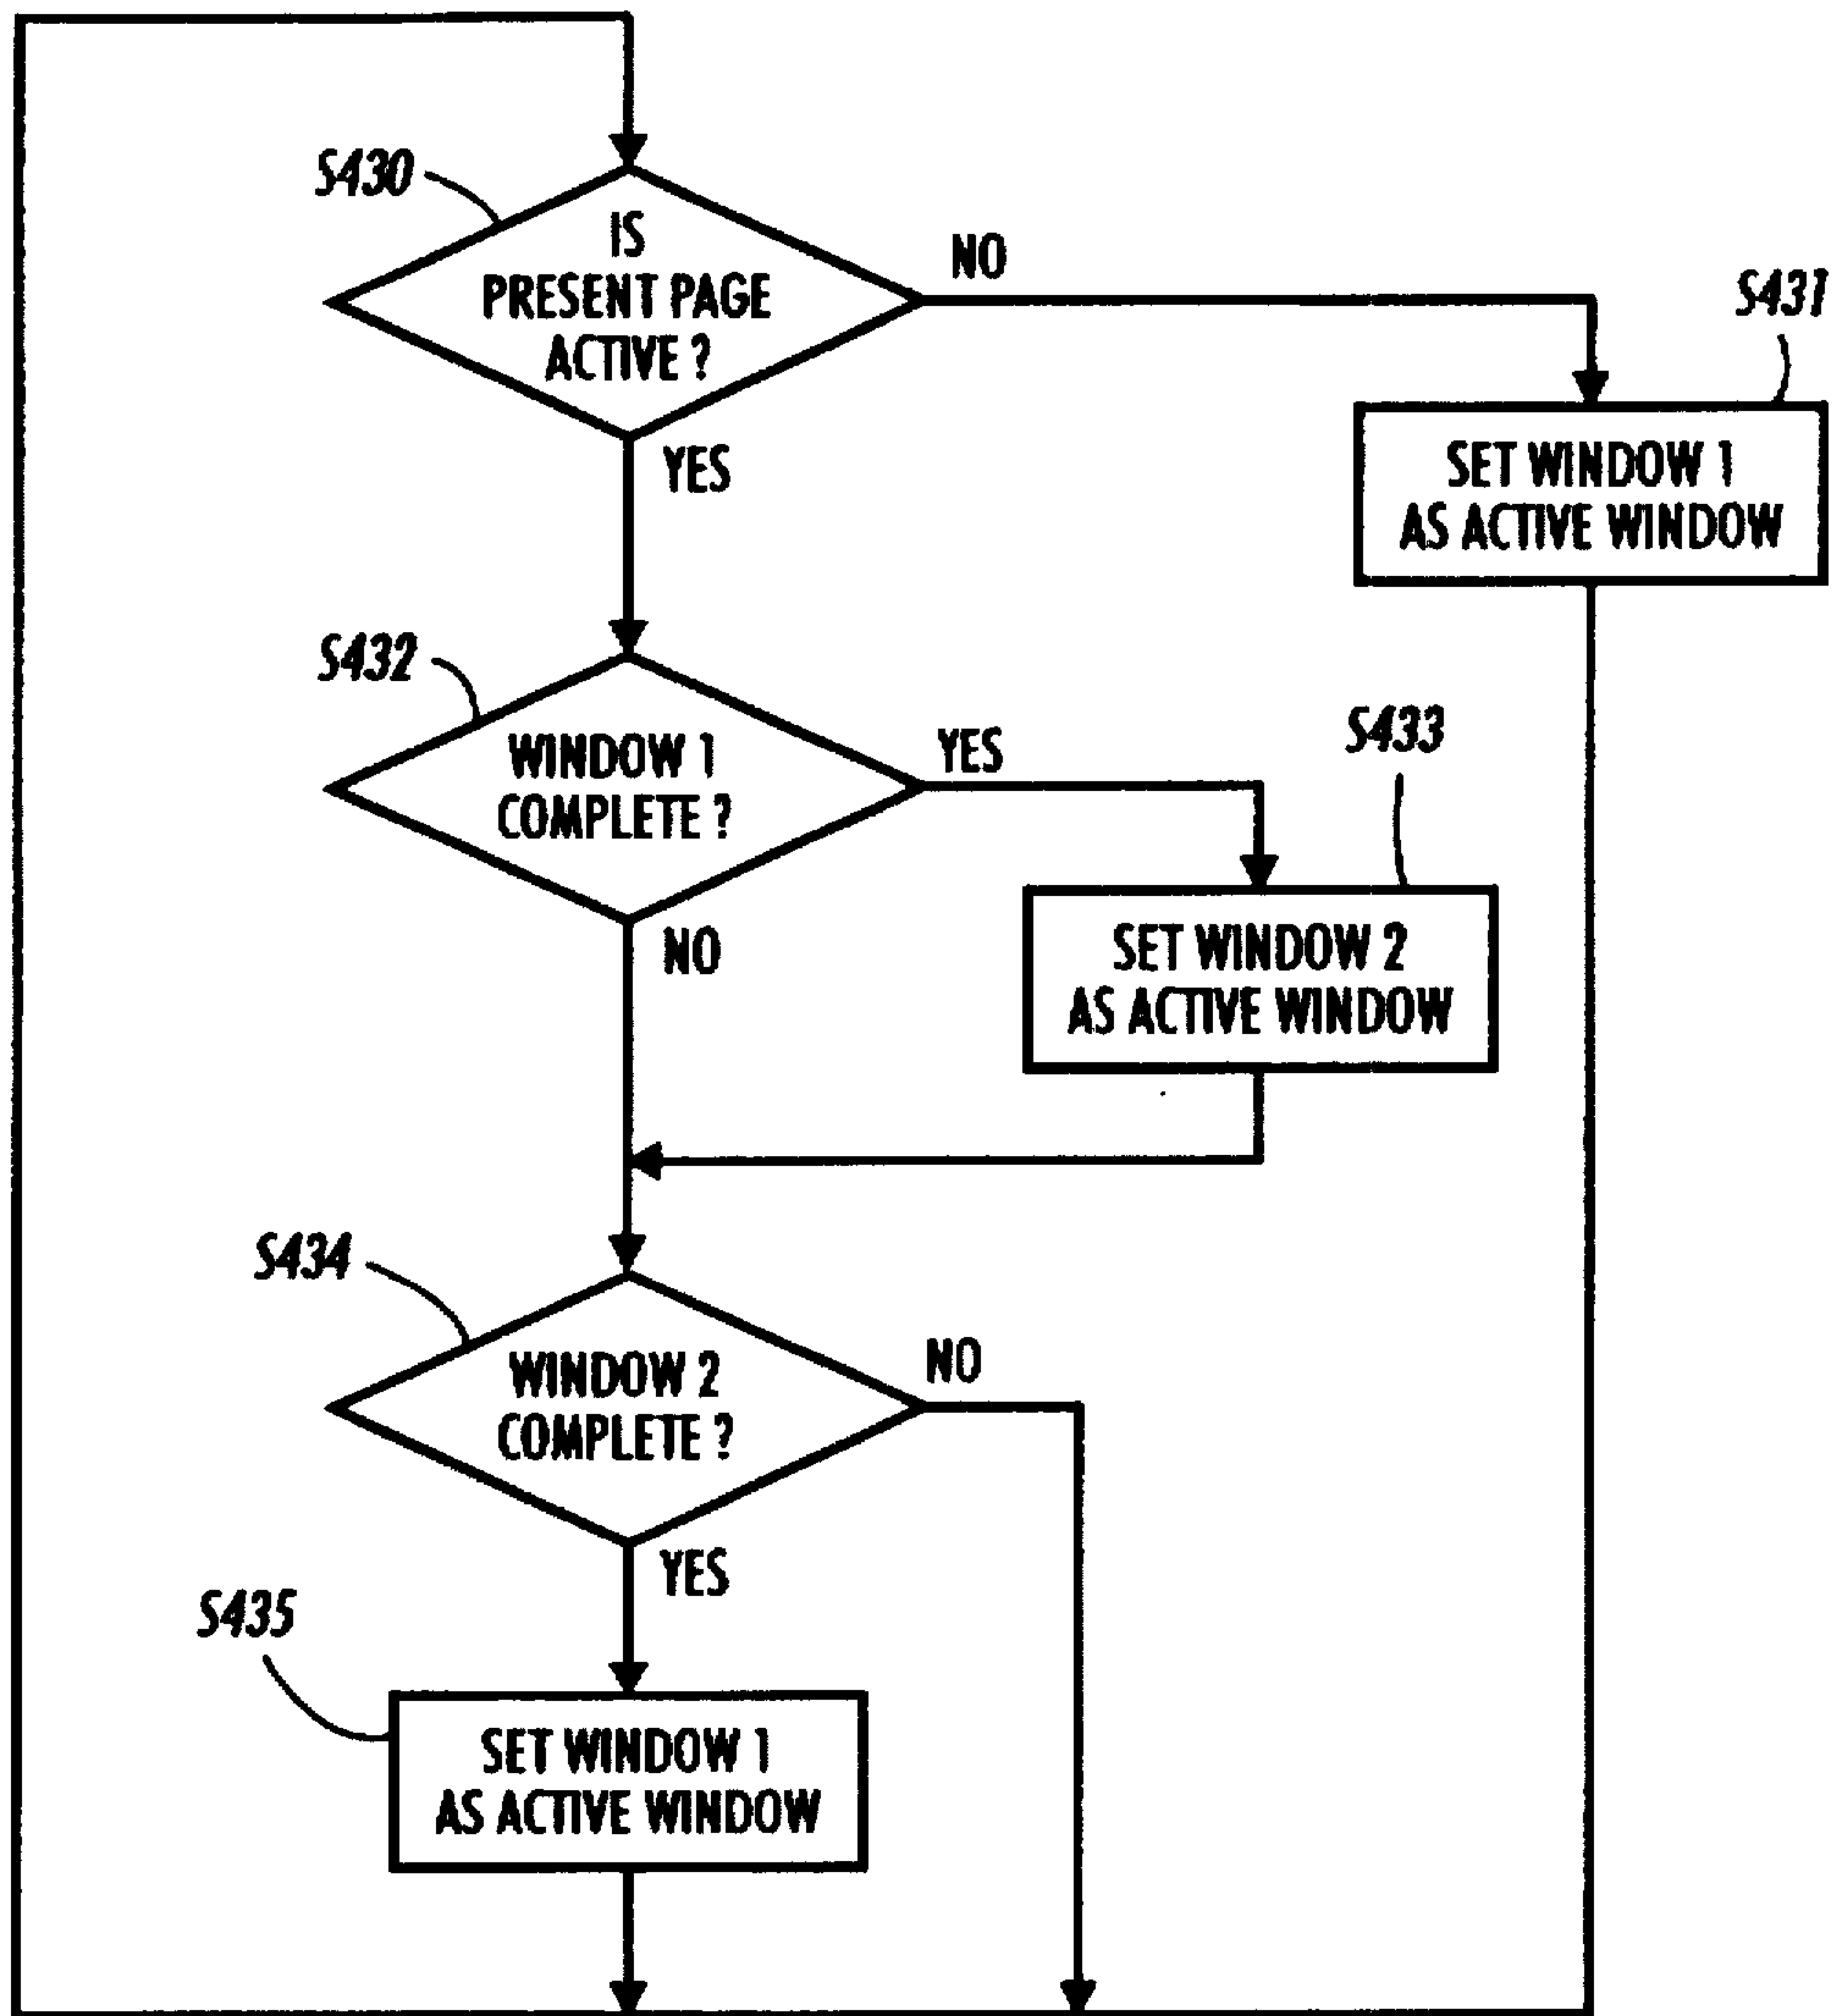 S430
IS
PRESENT PAGE
ACTIVE ?
NO
YES
S431
SET WINDOW 1
AS ACTIVE WINDOW
S432
WINDOW 1
COMPLETE ?
YES
NO
S433
SET WINDOW 2
AS ACTIVE WINDOW
S434
WINDOW 2
COMPLETE ?
NO
YES
S435
SET WINDOW 1
AS ACTIVE WINDOW